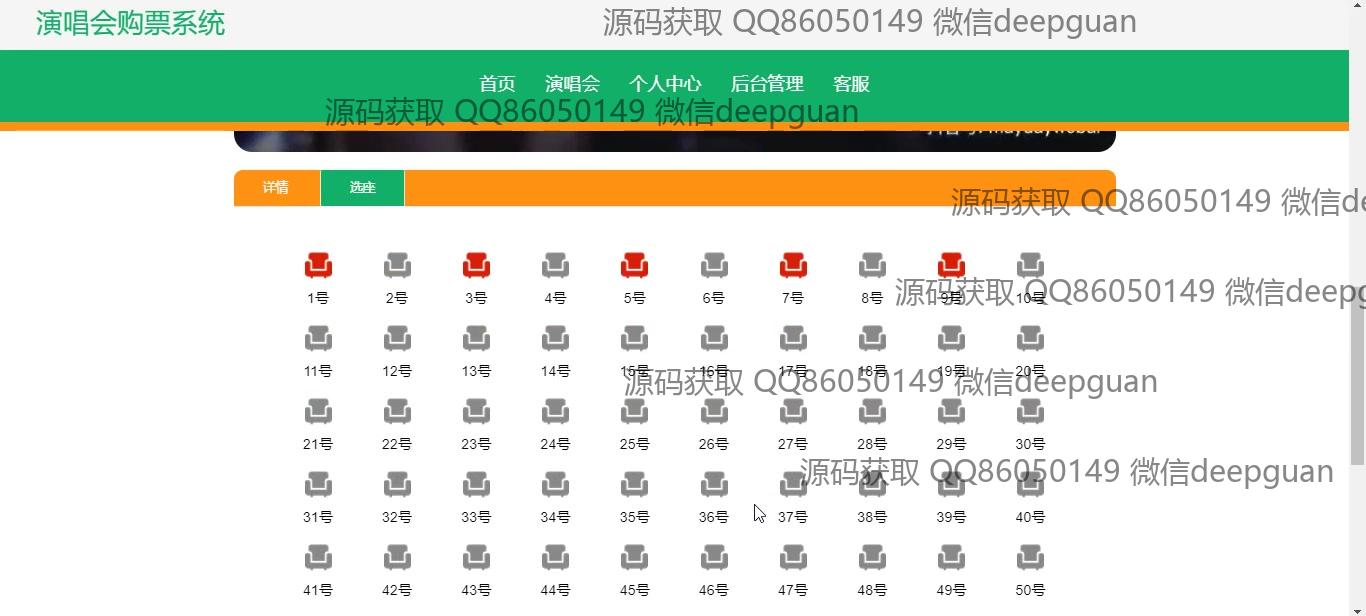 演唱会购票系统
源码获取 QQ86050149 微信deepguan
首页 演唱会 个人中心 后台管理 客服
源码获取 QQ86050149 微信deepguan
详情 选座
源码获取 QQ86050149 微信de
1号 2号 3号 4号 5号 6号 7号 8号 9号 10号
源码获取 QQ86050149 微信deepg
11号 12号 13号 14号 15号 16号 17号 18号 19号 20号
源码获取 QQ86050149 微信deepguan
21号 22号 23号 24号 25号 26号 27号 28号 29号 30号
源码获取 QQ86050149 微信deepguan
31号 32号 33号 34号 35号 36号 37号 38号 39号 40号
41号 42号 43号 44号 45号 46号 47号 48号 49号 50号